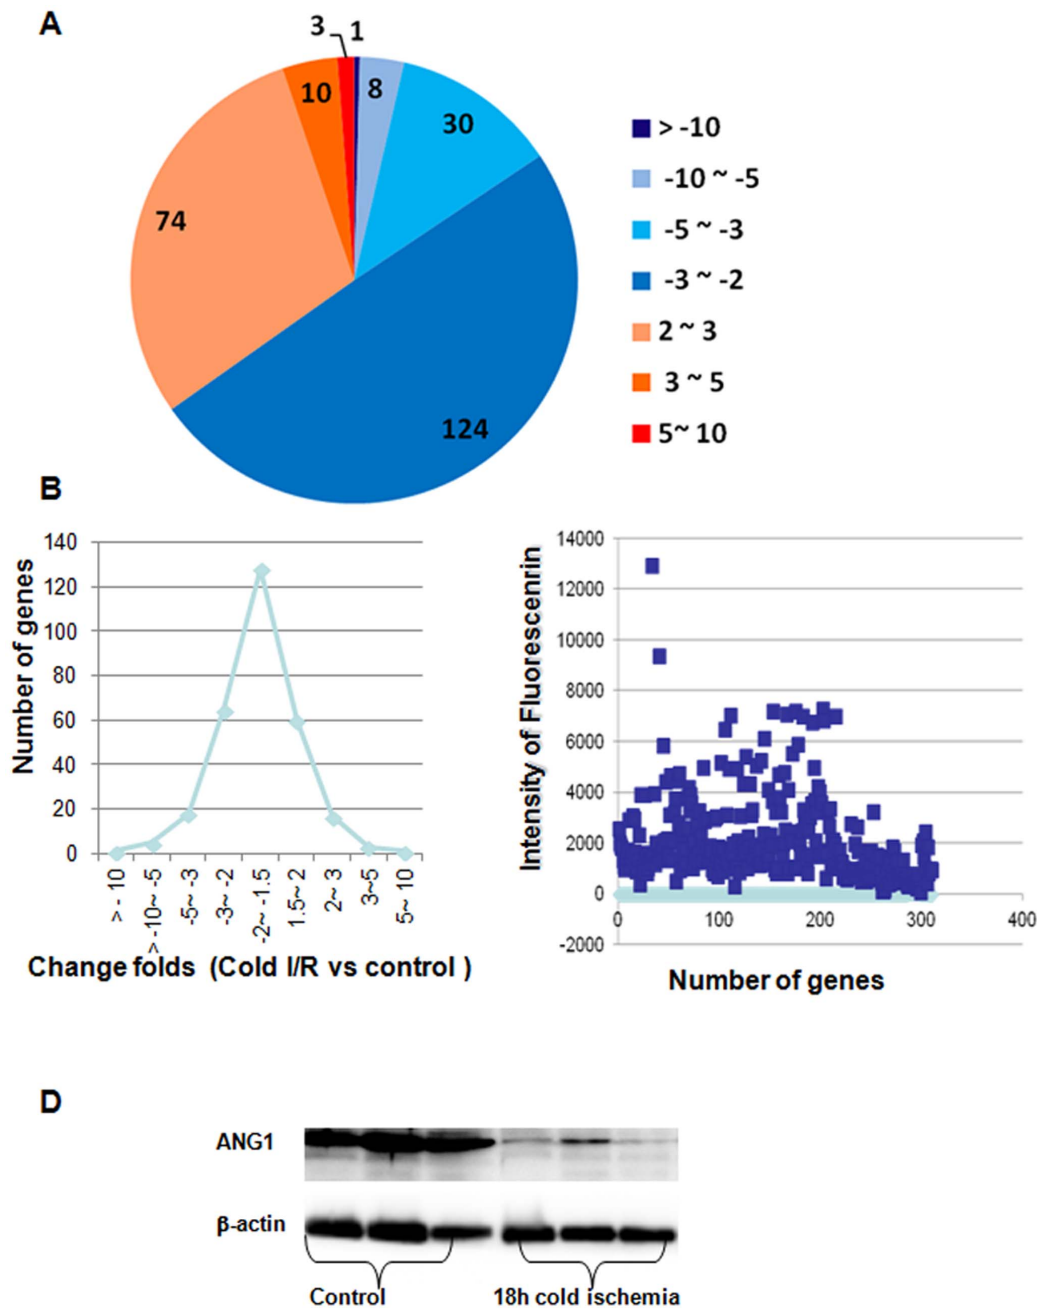 A
3
1
8
30
124
74
10
> -10
-10 ~ -5
-5 ~ -3
-3 ~ -2
2 ~ 3
3 ~ 5
5~ 10
B
Number of genes
140
120
100
80
60
40
20
0
> - 10
> -10~ -5
-5~ -3
-3~ -2
-2~ -1.5
1.5~ 2
2~ 3
3~5
5~ 10
Change folds (Cold I/R vs control )
Intensity of Fluorescenrin
14000
12000
10000
8000
6000
4000
2000
0
-2000
0
100
200
300
400
Number of genes
D
ANG1
β-actin
Control
18h cold ischemia